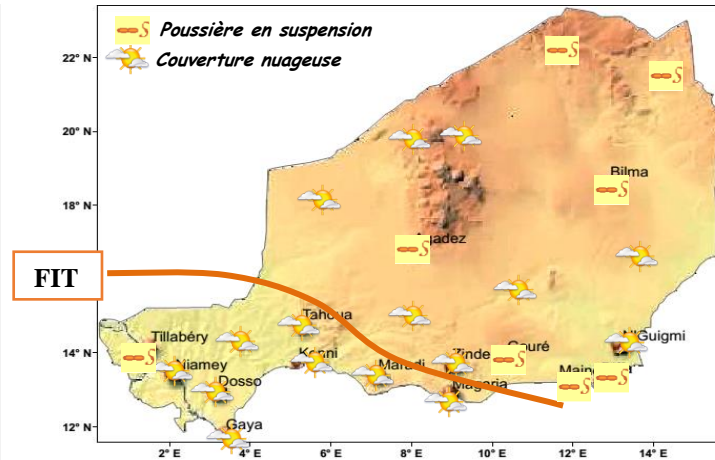 Poussière en suspension
Couverture nuageuse
22° N
20° N
18° N
16° N
14° N
12° N
FIT
Bilma
Agadez
Tahoua
Tillabéry
Niamey
Dosso
Gaya
Konni
Maradi
Zinde
Magaria
Gouré
Maine
N'Guigmi
2° E
4° E
6° E
8° E
10° E
12° E
14° E
S
S
S
S
S
S
S
S
S